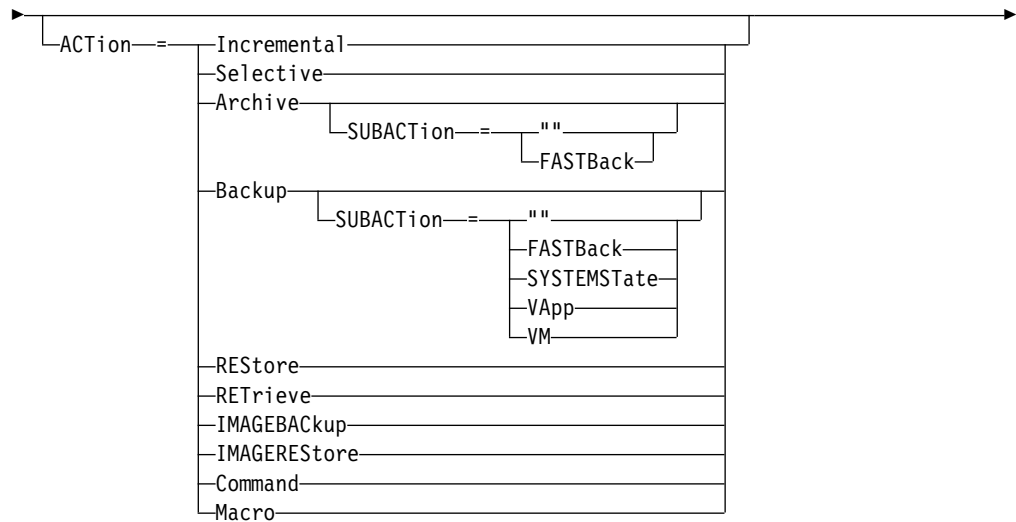 ACTion = Incremental
Selective
Archive
SUBACTion = ""
FASTBack
Backup
SUBACTion = ""
FASTBack
SYSTEMSTate
VApp
VM
REStore
RETrieve
IMAGEBACkup
IMAGEREStore
Command
Macro